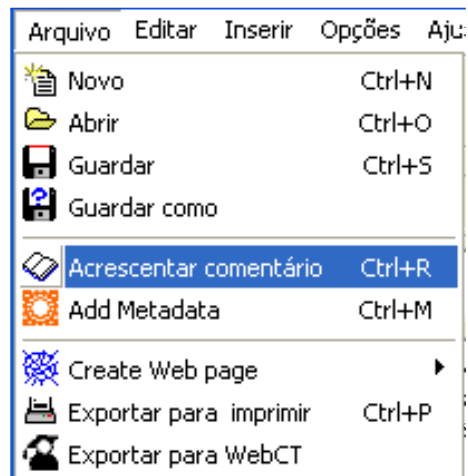 Arquivo Editar Inserir Opções Aju
Novo Ctrl+N
Abrir Ctrl+O
Guardar Ctrl+S
Guardar como
Acrescentar comentário Ctrl+R
Add Metadata Ctrl+M
Create Web page
Exportar para imprimir Ctrl+P
Exportar para WebCT